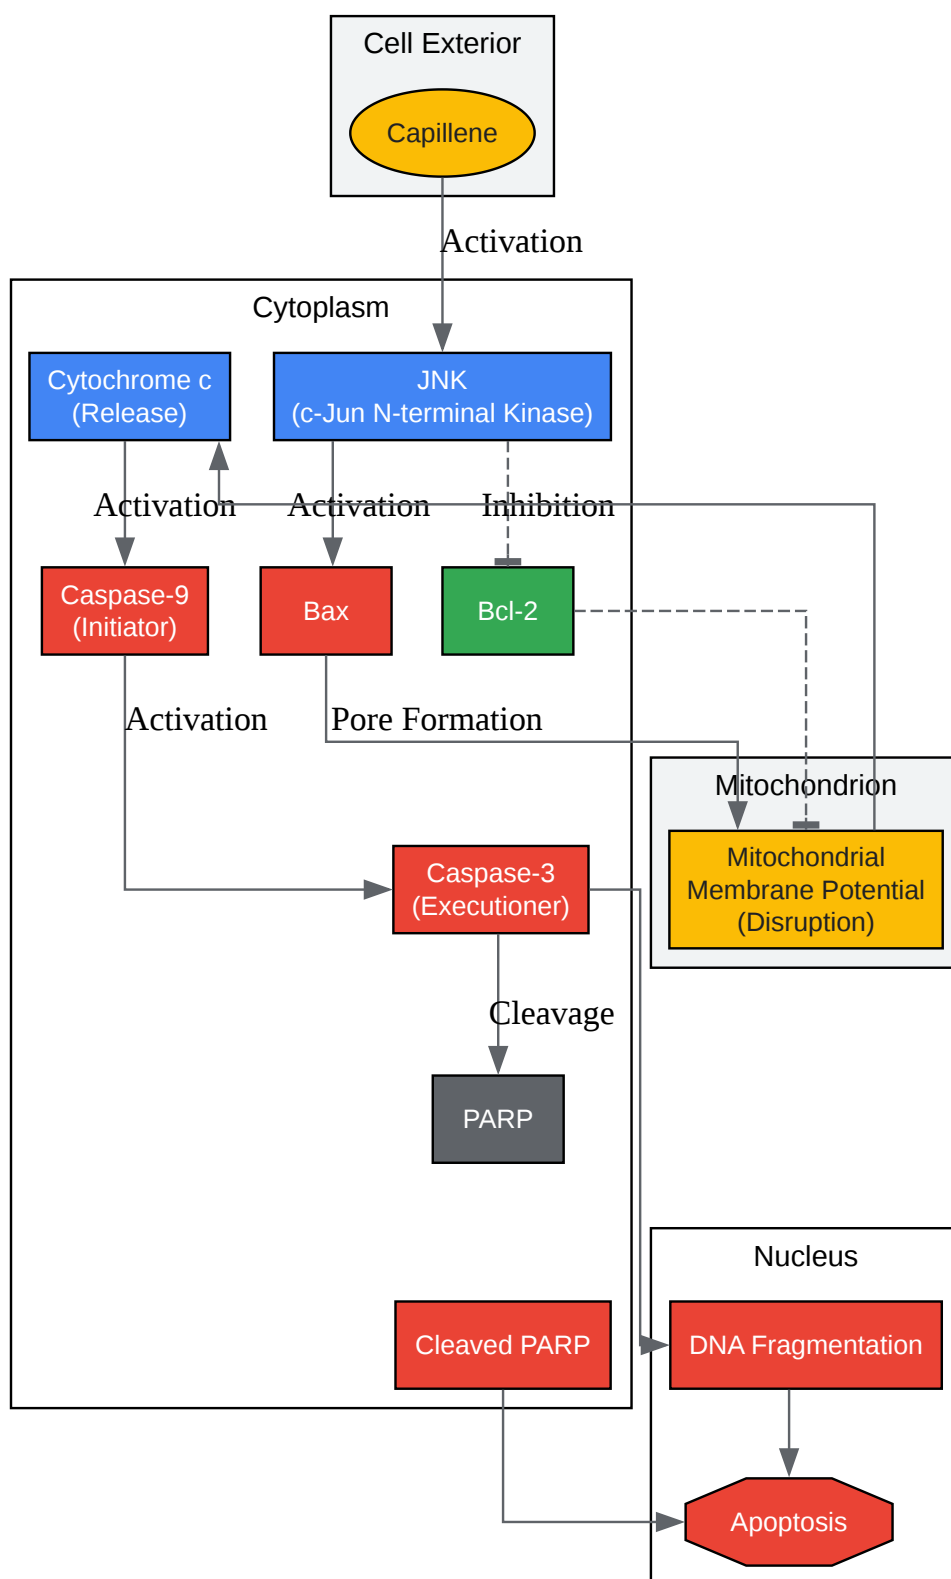 Cell Exterior
Capillene
Activation
Cytoplasm
Cytochrome c
(Release)
JNK
(c-Jun N-terminal Kinase)
Activation
Activation
Inhibition
Caspase-9
(Initiator)
Bax
Bcl-2
Activation
Pore Formation
Mitochondrion
Mitochondrial
Membrane Potential
(Disruption)
Caspase-3
(Executioner)
Cleavage
PARP
Nucleus
Cleaved PARP
DNA Fragmentation
Apoptosis